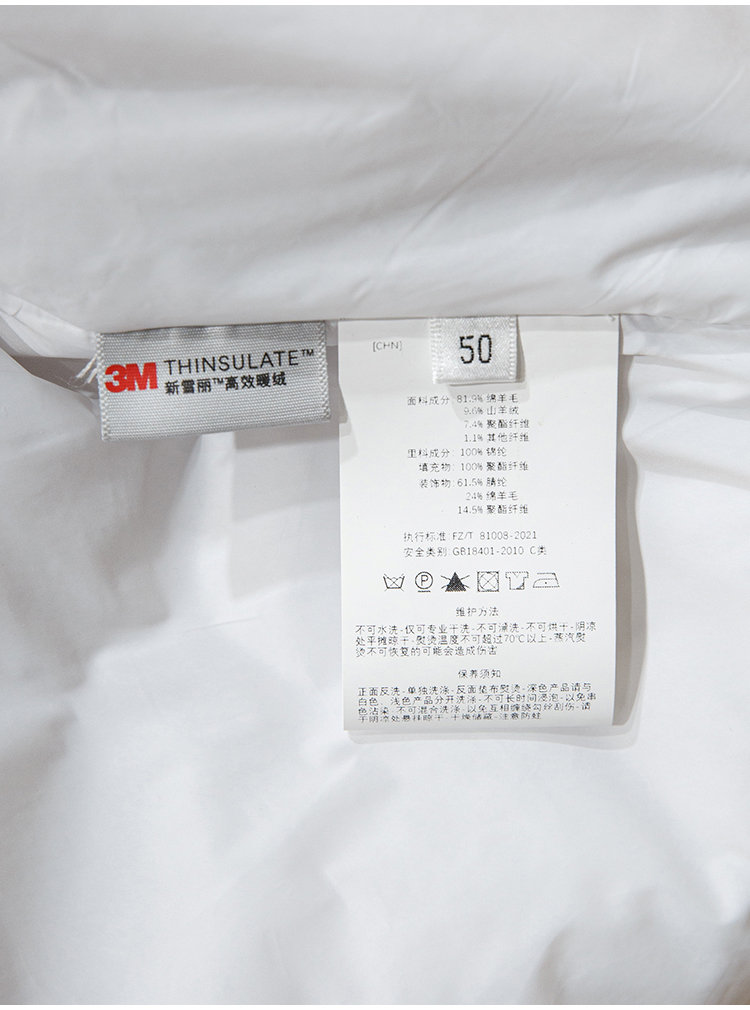 3M THINSULATE™
新雪丽™高效暖绒
[CHN]
50
面料成分: 81.9% 绵羊毛
9.6% 山羊绒
7.4% 聚酯纤维
1.1% 其他纤维
里料成分: 100% 锦纶
填充物: 100% 聚酯纤维
装饰物: 61.5% 腈纶
24% 绵羊毛
14.5% 聚酯纤维
执行标准: FZ/T 81008-2021
安全类别: GB18401-2010 C类
P
维护方法
不可水洗-仅可专业干洗-不可漂洗-不可烘干-阴凉
处平摊晾干-熨烫温度不可超过70℃以上-蒸汽熨
烫不可恢复的可能会造成伤害
保养须知
正面反洗-单独洗涤-反面垫布熨烫-深色产品请与
白色、浅色产品分开洗涤-不可长时间浸泡-以免串
色沾染-不可混合洗涤-以免互相缠绕勾丝刮伤-请
于阴凉处悬挂晾干-干燥储藏-注意防蛀